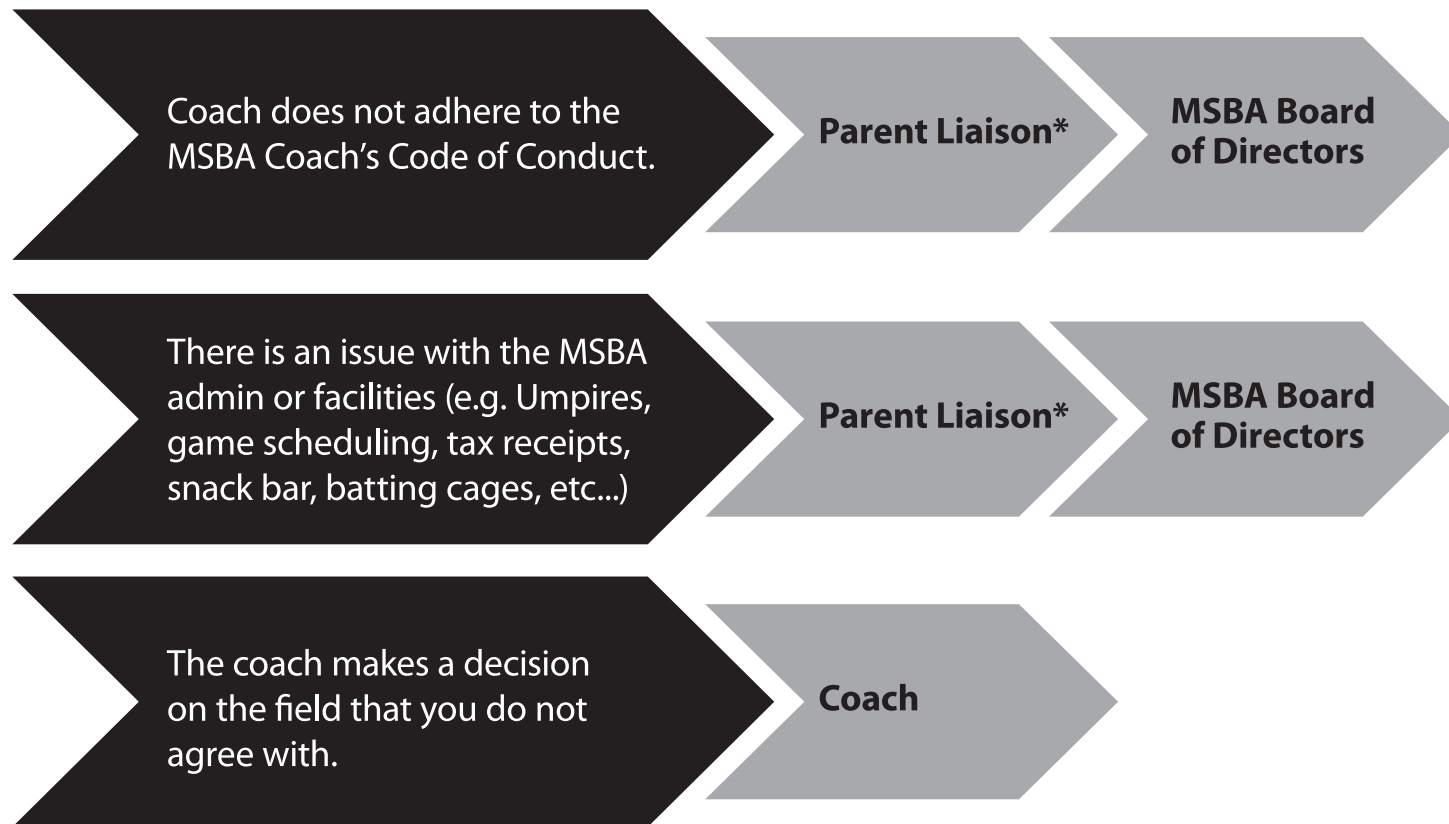 Coach does not adhere to the
MSBA Coach’s Code of Conduct.
Parent Liaison*
MSBA Board
of Directors
There is an issue with the MSBA
admin or facilities (e.g. Umpires,
game scheduling, tax receipts,
snack bar, batting cages, etc...)
Parent Liaison*
MSBA Board
of Directors
The coach makes a decision
on the field that you do not
agree with.
Coach